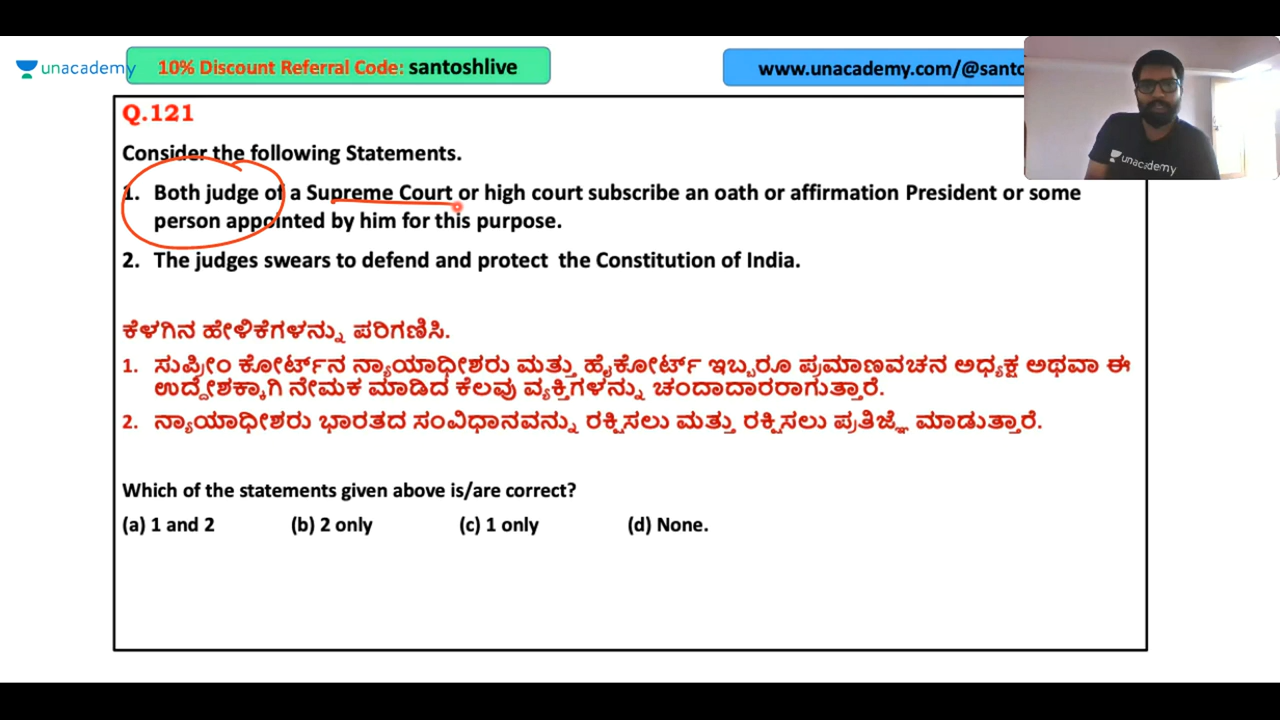 unacademy
10% Discount Referral Code: santoshlive
www.unacademy.com/@santo
unacademy
Q.121
Consider the following Statements.
1. Both judge of a Supreme Court or high court subscribe an oath or affirmation President or some
person appointed by him for this purpose.
2. The judges swears to defend and protect the Constitution of India.
ಕೆಳಗಿನ ಹೇಳಿಕೆಗಳನ್ನು ಪರಿಗಣಿಸಿ.
1. ಸುಪ್ರೀಂ ಕೋರ್ಟ್‌ನ ನ್ಯಾಯಾಧೀಶರು ಮತ್ತು ಹೈಕೋರ್ಟ್ ಇಬ್ಬರೂ ಪ್ರಮಾಣವಚನ ಅಧ್ಯಕ್ಷ ಅಥವಾ ಈ
ಉದ್ದೇಶಕ್ಕಾಗಿ ನೇಮಕ ಮಾಡಿದ ಕೆಲವು ವ್ಯಕ್ತಿಗಳನ್ನು ಚಂದಾದಾರರಾಗುತ್ತಾರೆ.
2. ನ್ಯಾಯಾಧೀಶರು ಭಾರತದ ಸಂವಿಧಾನವನ್ನು ರಕ್ಷಿಸಲು ಮತ್ತು ರಕ್ಷಿಸಲು ಪ್ರತಿಜ್ಞೆ ಮಾಡುತ್ತಾರೆ.
Which of the statements given above is/are correct?
(a) 1 and 2 (b) 2 only (c) 1 only (d) None.